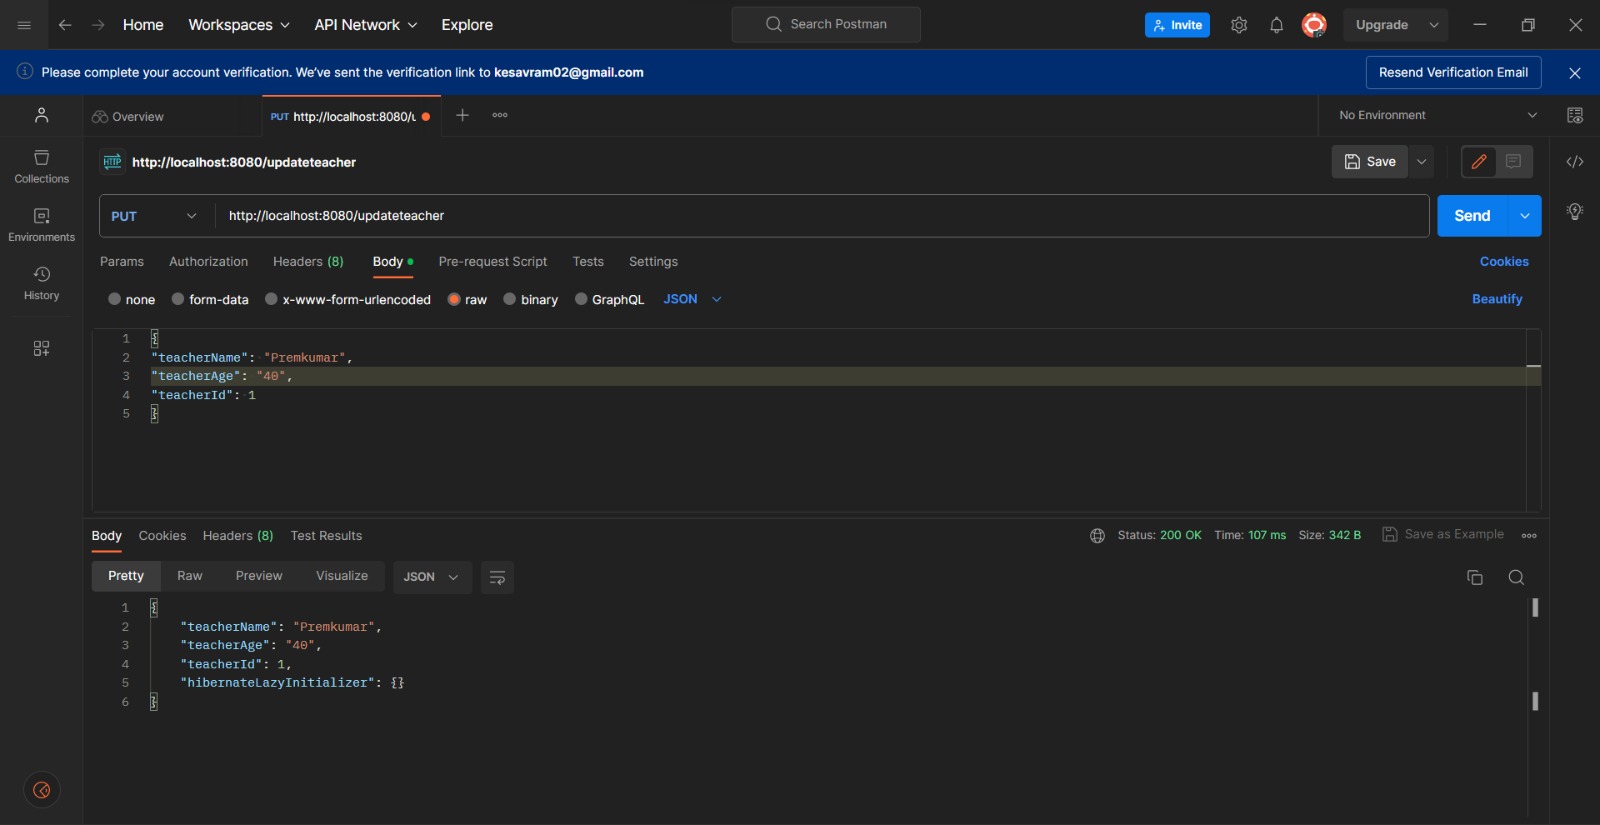 Home Workspaces API Network Explore Search Postman Invite Upgrade
Please complete your account verification. We've sent the verification link to kesavram02@gmail.com Resend Verification Email
Overview PUT http://localhost:8080/u No Environment
HTTP http://localhost:8080/updateteacher Save
Collections
PUT http://localhost:8080/updateteacher Send
Environments
Params Authorization Headers (8) Body Pre-request Script Tests Settings Cookies
History
none form-data x-www-form-urlencoded raw binary GraphQL JSON Beautify
1 {
2 "teacherName": "Premkumar",
3 "teacherAge": "40",
4 "teacherId": 1
5 }
Body Cookies Headers (8) Test Results Status: 200 OK Time: 107 ms Size: 342 B Save as Example
Pretty Raw Preview Visualize JSON
1 {
2 "teacherName": "Premkumar",
3 "teacherAge": "40",
4 "teacherId": 1,
5 "hibernateLazyInitializer": {}
6 }